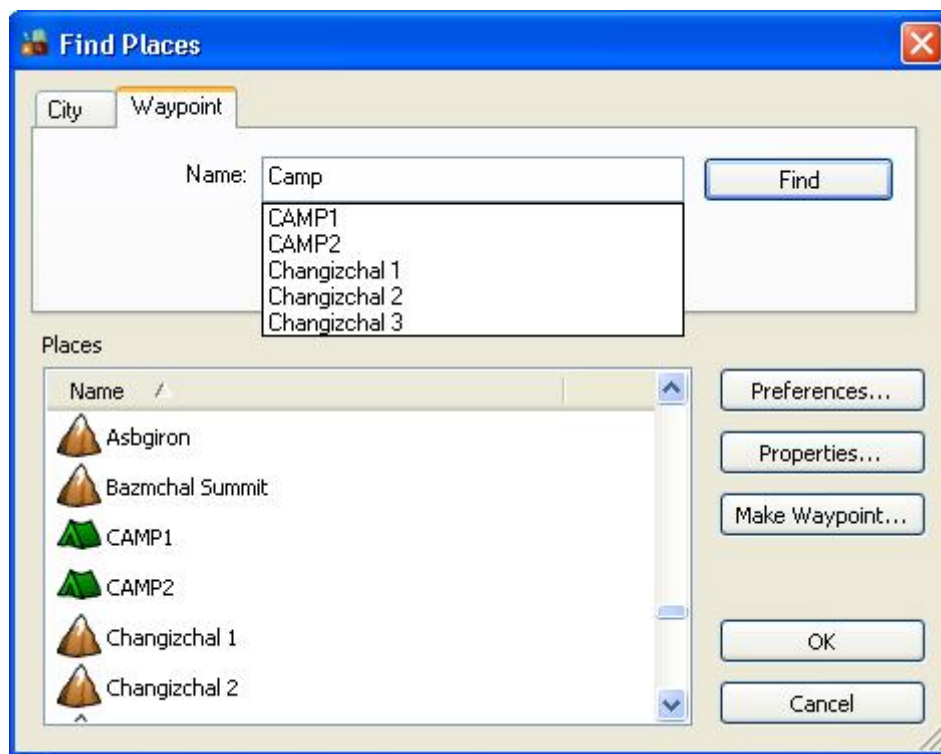 Find Places
City Waypoint
Name: Camp Find
CAMP1
CAMP2
Changizchal 1
Changizchal 2
Changizchal 3
Places
Name Preferences...
Asbgiron
Properties...
Bazmchal Summit
Make Waypoint...
CAMP1
CAMP2
Changizchal 1 OK
Changizchal 2 Cancel